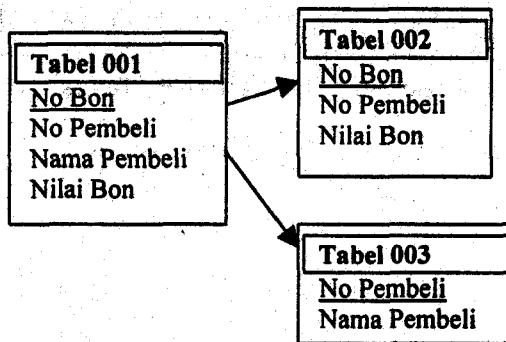 Tabel 001
No Bon
No Pembeli
Nama Pembeli
Nilai Bon
Tabel 002
No Bon
No Pembeli
Nilai Bon
Tabel 003
No Pembeli
Nama Pembeli